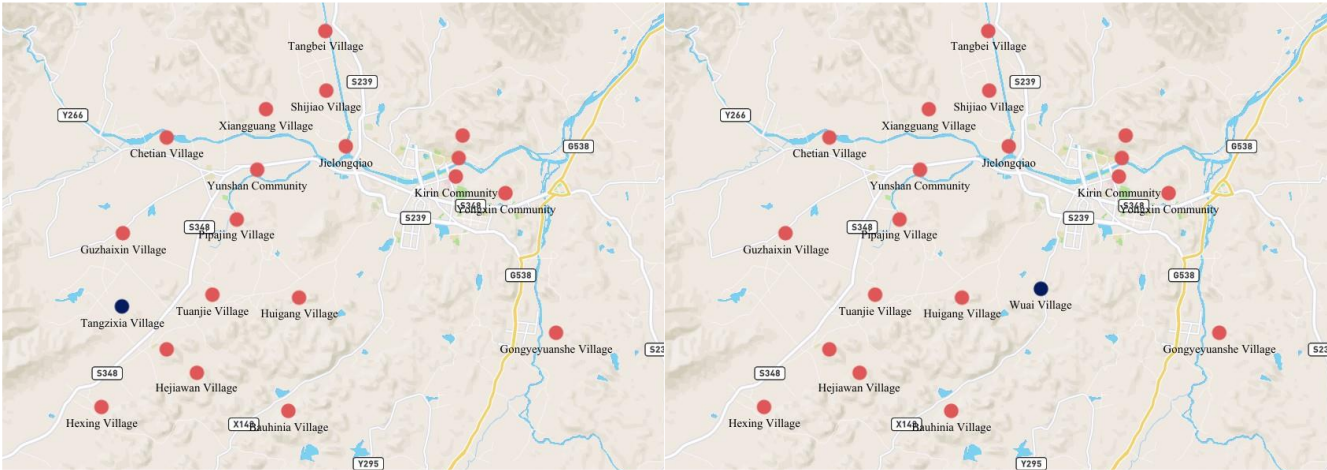 Tangbei Village
S239
Shijiao Village
Y266
Xiangguang Village
Chetian Village
Jielongqiao
G538
Yunshan Community
Kirin Community
S348
Yongxin Community
S239
S348
Pipajing Village
Guzhaixin Village
G538
Tuanjie Village
Huigang Village
Tangzixia Village
Gongyeyuanshe Village
S23
S348
Hejiawan Village
Hexing Village
X148
Bauhinia Village
Y295
Tangbei Village
S239
Shijiao Village
Y266
Xiangguang Village
Chetian Village
Jielongqiao
G538
Yunshan Community
Kirin Community
S348
Yongxin Community
S239
S348
Pipajing Village
Guzhaixin Village
G538
Tuanjie Village
Huigang Village
Wuai Village
Gongyeyuanshe Village
S23
S348
Hejiawan Village
Hexing Village
X148
Bauhinia Village
Y295